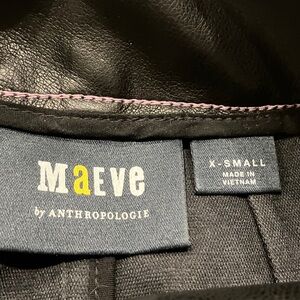 MaEve
by ANTHROPOLOGIE
X-SMALL
MADE IN
VIETNAM